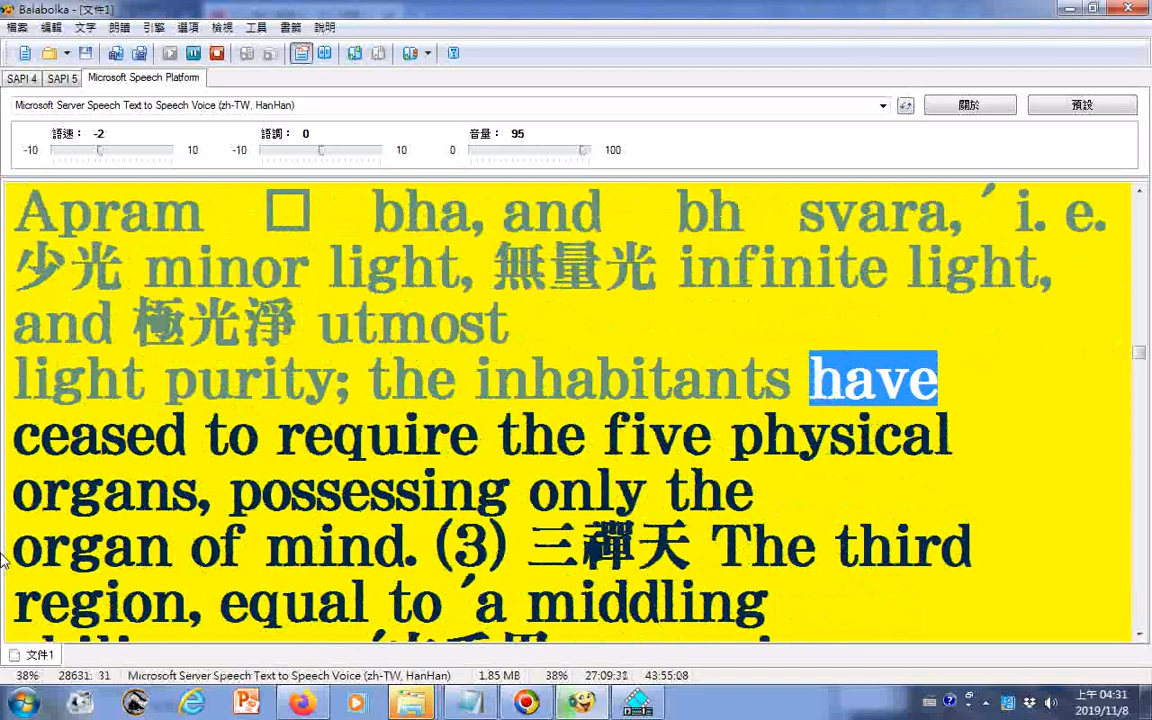 Balabolka - [文件1]
檔案 編輯 文字 朗讀 引擎 選項 檢視 工具 書籤 說明
SAPI 4 SAPI 5 Microsoft Speech Platform
Microsoft Server Speech Text to Speech Voice (zh-TW, HanHan) 關於 預設
語速： -2 語調： 0 音量： 95
-10 10 -10 10 0 100
Apram □ bha, and bh svara,´ i. e.
少光 minor light, 無量光 infinite light,
and 極光淨 utmost
light purity; the inhabitants have
ceased to require the five physical
organs, possessing only the
organ of mind. (3) 三禪天 The third
region, equal to ´a middling
文件1
38% 28631: 31 Microsoft Server Speech Text to Speech Voice (zh-TW, HanHan) 1.85 MB 38% 27:09:31 43:55:08
上午 04:31
2019/11/8